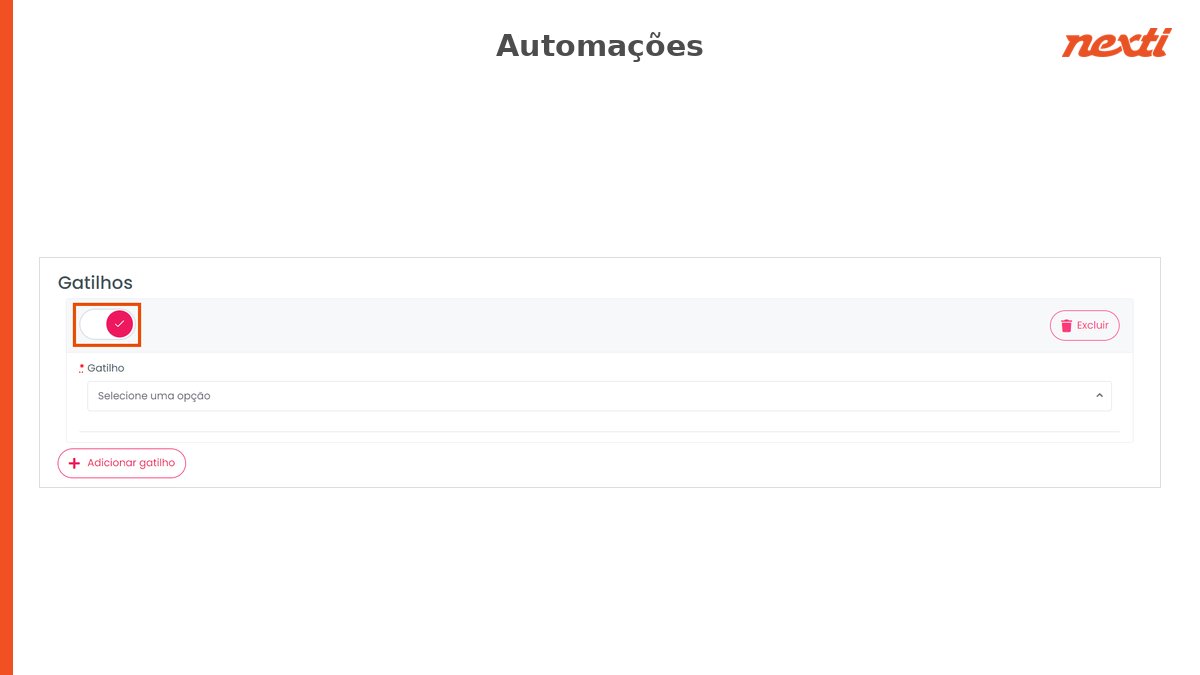 Automações
nexti
Gatilhos
Excluir
* Gatilho
Selecione uma opção
Adicionar gatilho